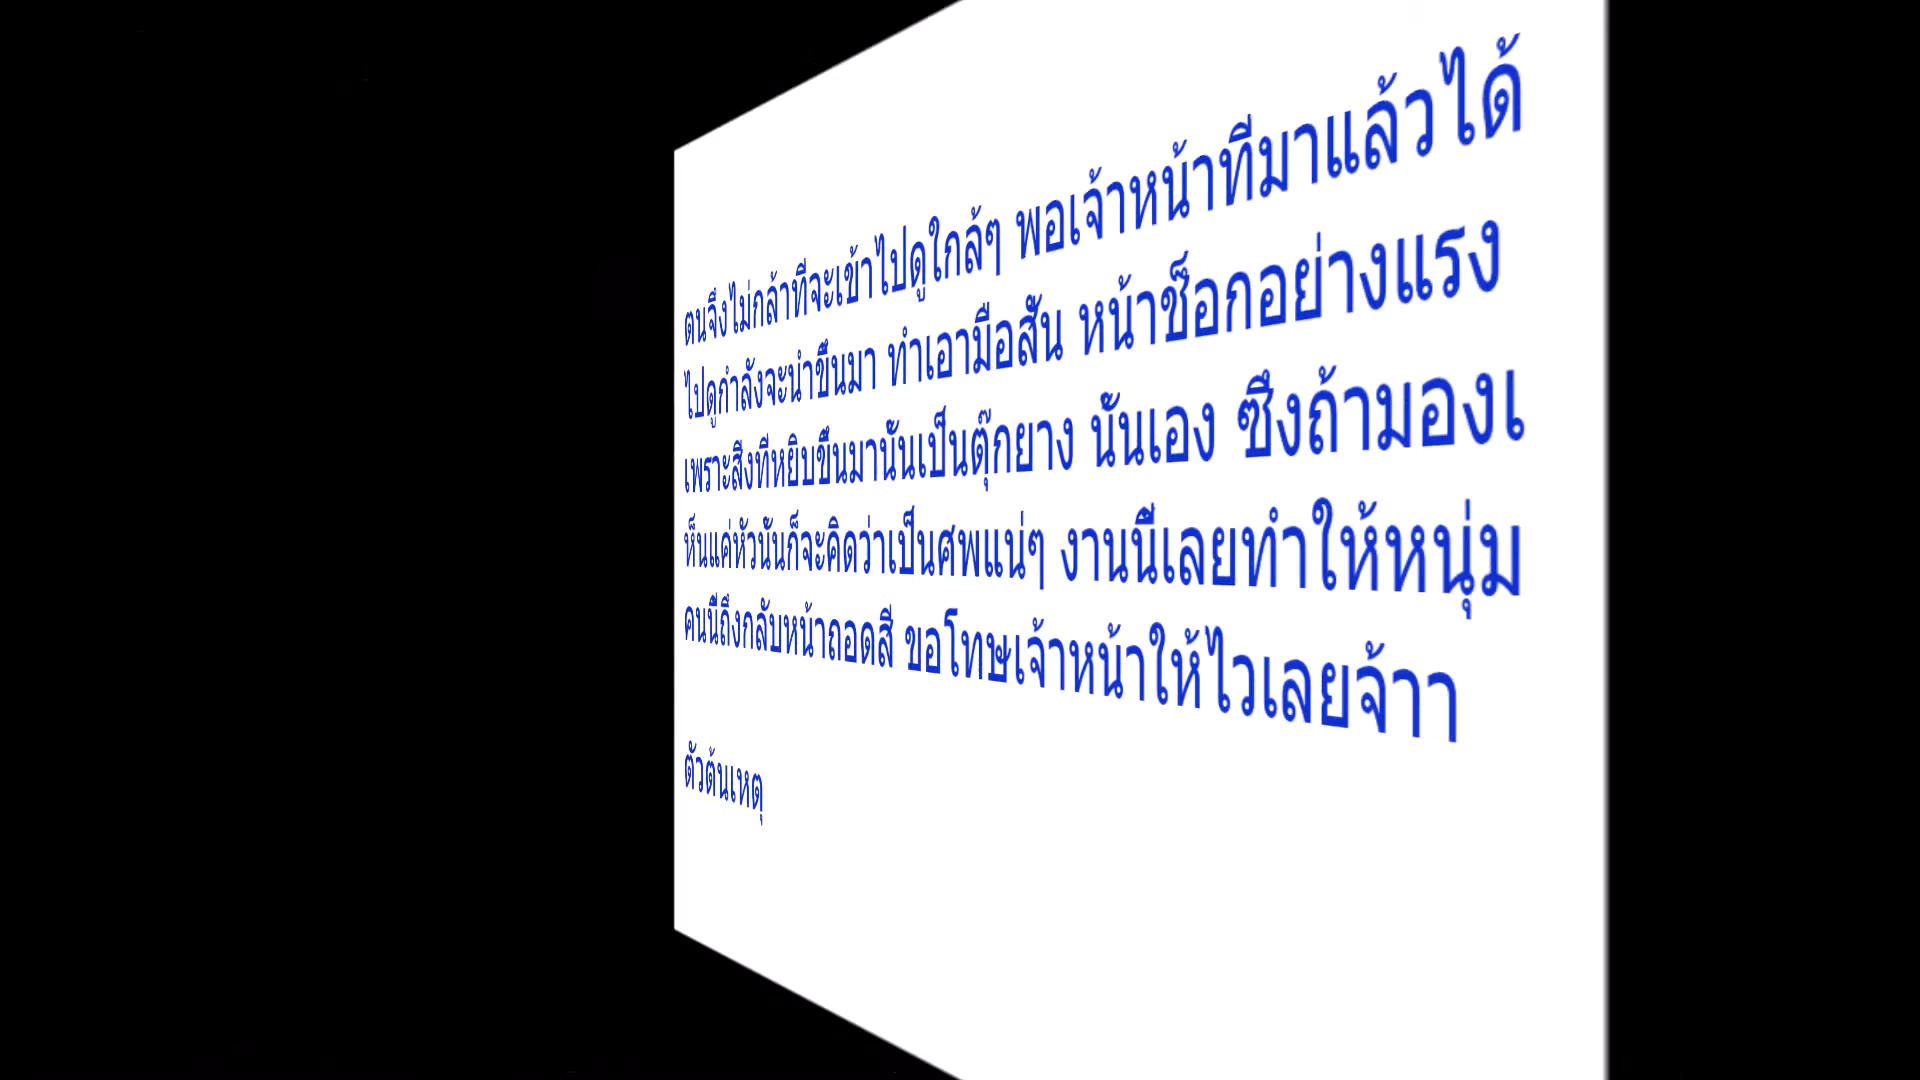 ตนจึงไม่กล้าที่จะเข้าไปดูใกล้ๆ พอเจ้าหน้าที่มาแล้วได้
ไปดูกำลังจะนำขึ้นมา ทำเอามือสั่น หน้าช็อกอย่างแรง
เพราะสิ่งที่หยิบขึ้นมานั้นเป็นตุ๊กยาง นั้นเอง ซึ่งถ้ามองเ
ห็นแค่หัวนั้นก็จะคิดว่าเป็นศพแน่ๆ งานนี้เลยทำให้หนุ่ม
คนนี้ถึงกลับหน้าถอดสี ขอโทษเจ้าหน้าให้ไวเลยจ้าา
ตัวต้นเหตุ